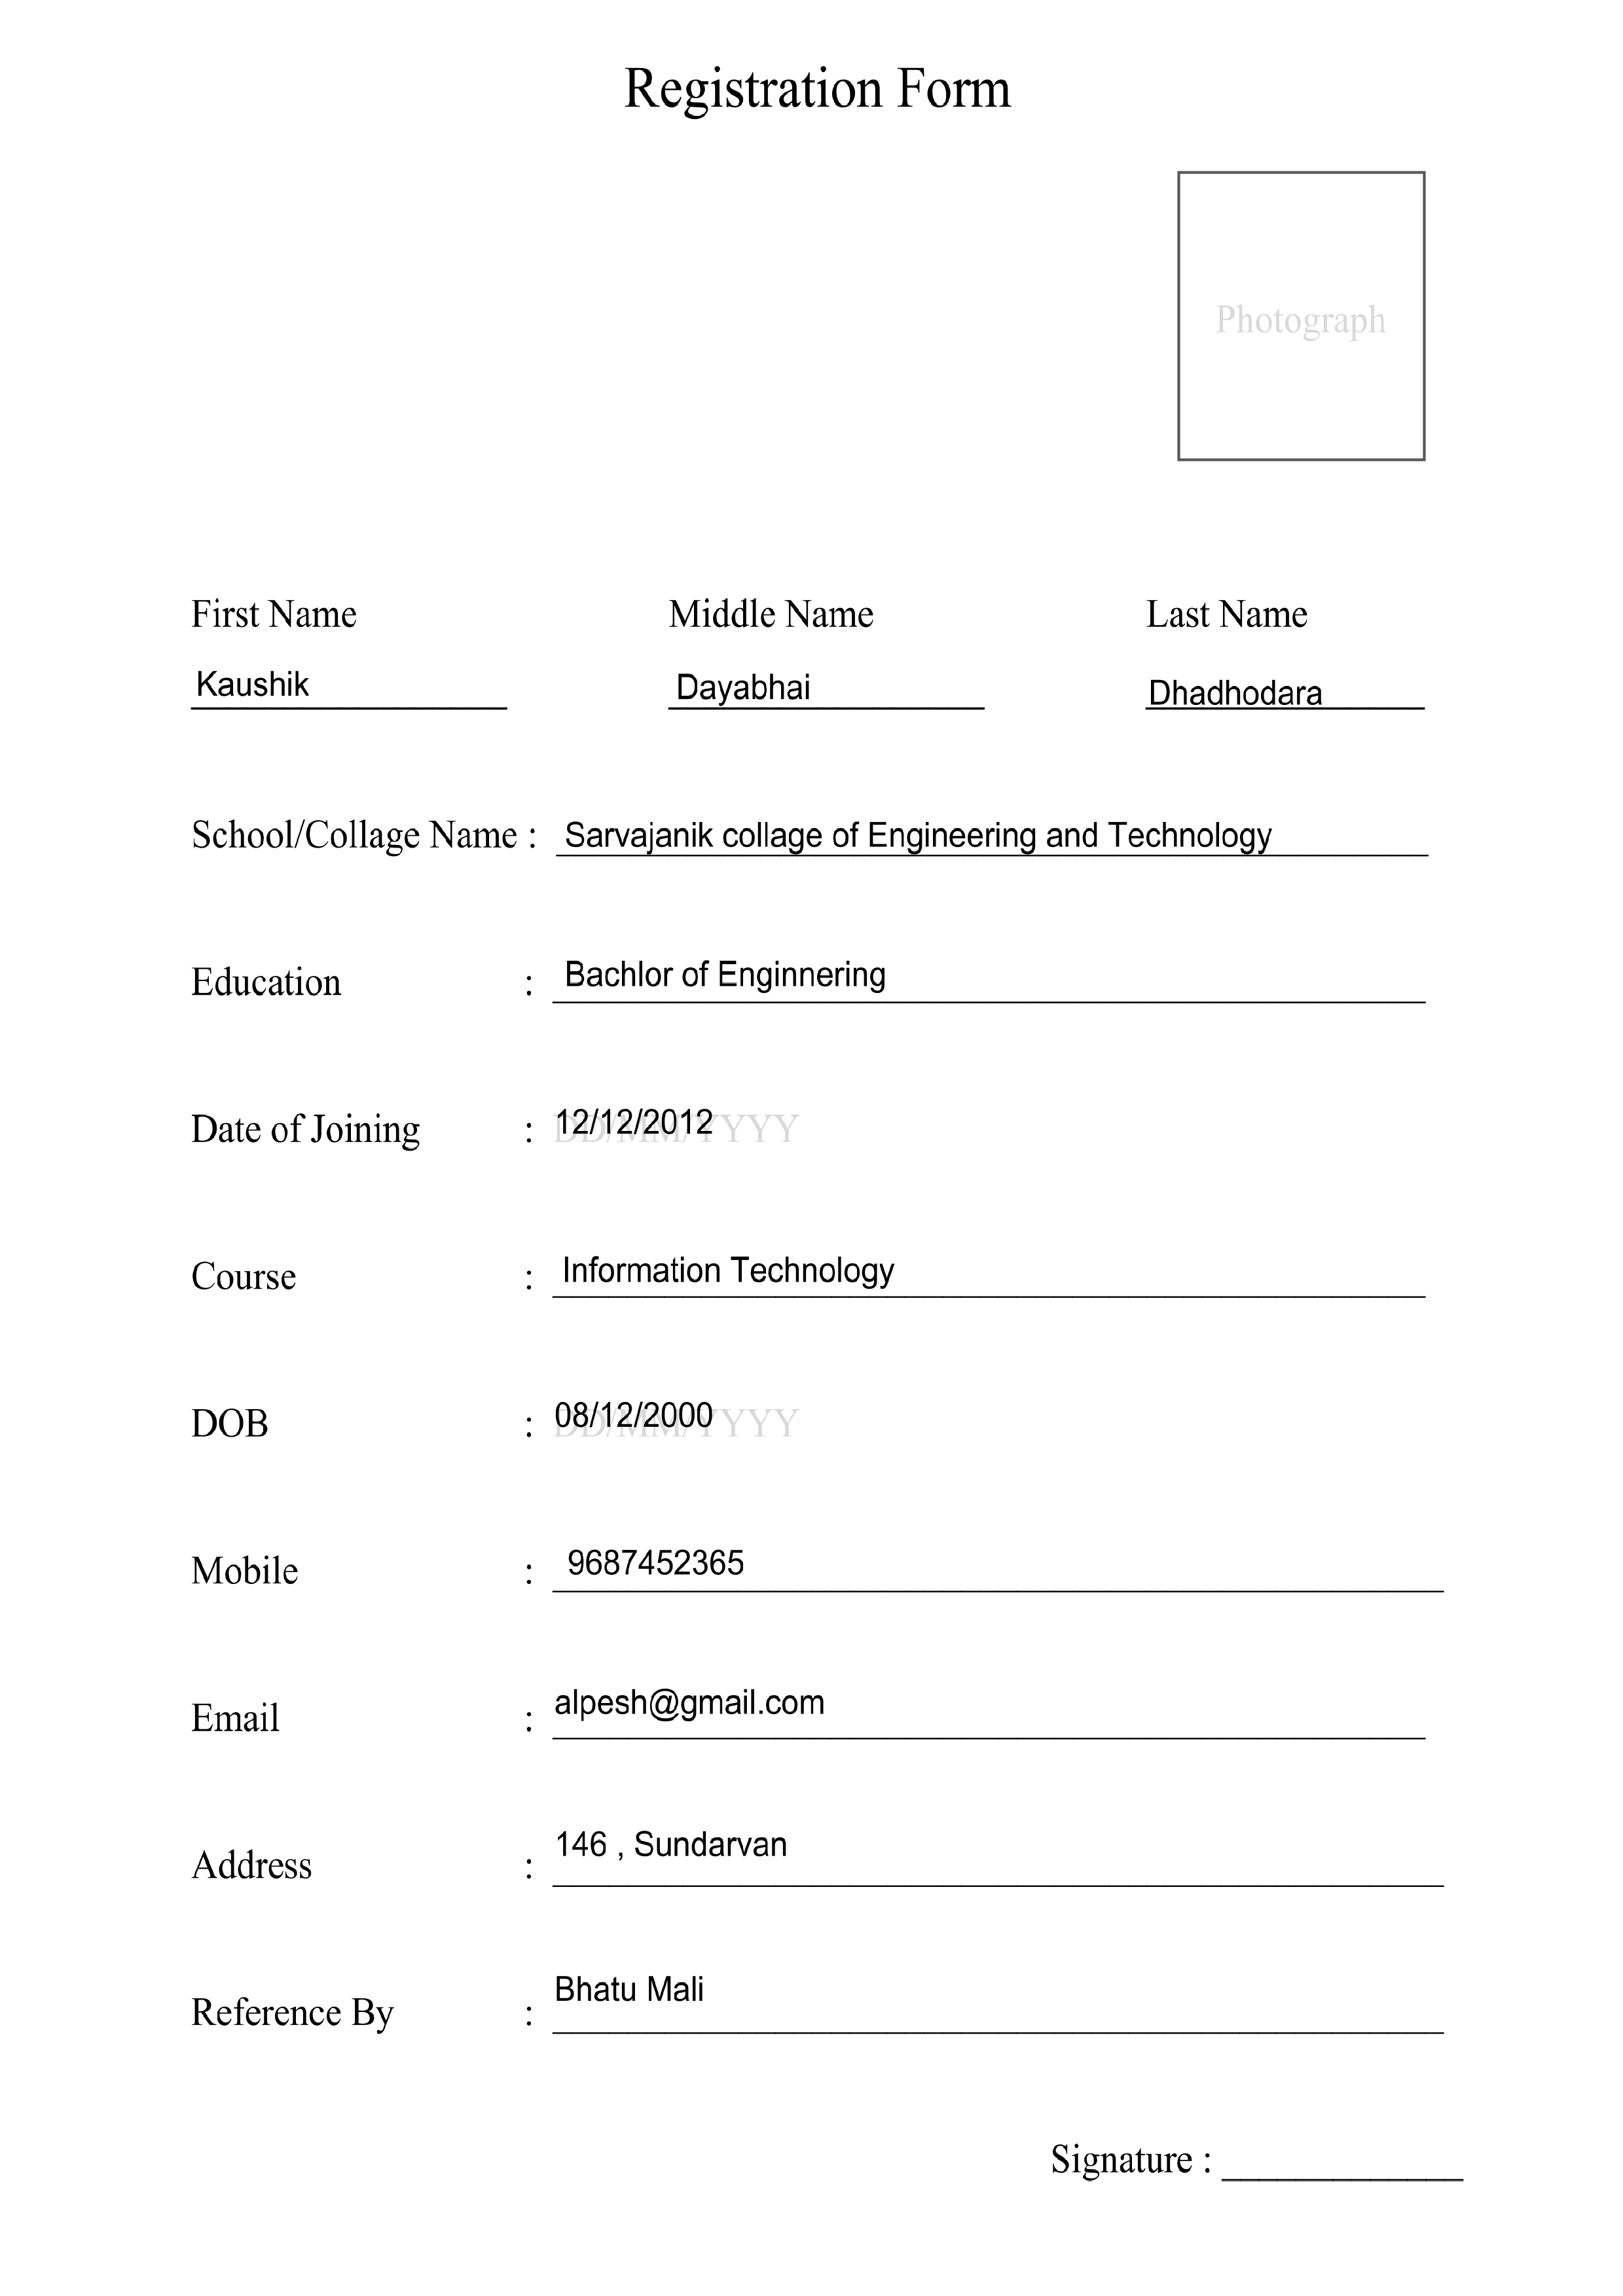 Registration Form
Photograph
First Name Middle Name Last Name
Kaushik Dayabhai Dhadhodara
School/Collage Name : Sarvajanik collage of Engineering and Technology
Education : Bachlor of Enginnering
Date of Joining : DD/MM/YYYY 12/12/2012
Course : Information Technology
DOB : DD/MM/YYYY 08/12/2000
Mobile : 9687452365
Email : alpesh@gmail.com
Address : 146 , Sundarvan
Reference By : Bhatu Mali
Signature :